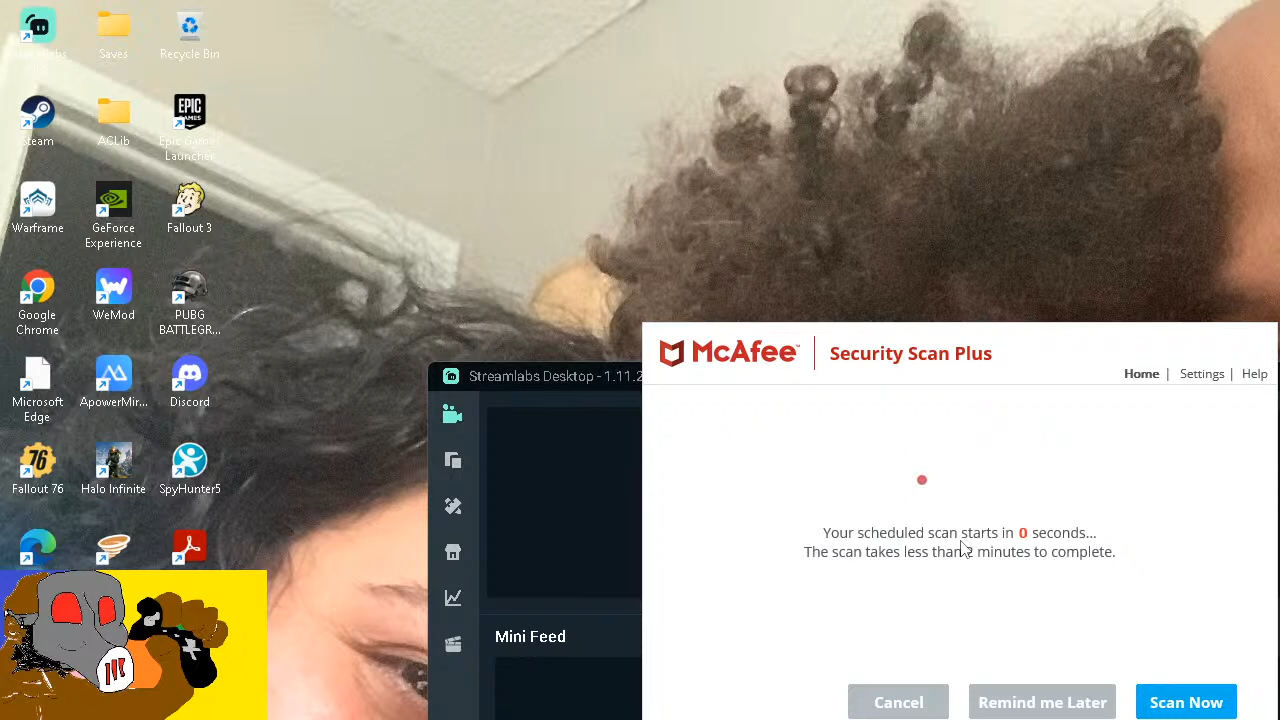 Saves
Recycle Bin
Steam
ACLib
EPIC
GAMES
Epic Games
Launcher
Warframe
GeForce
Experience
Fallout 3
Google
Chrome
WeMod
PUBG
BATTLEGR...
Microsoft
Edge
ApowerMir...
Discord
76
Fallout 76
Halo Infinite
SpyHunter5
Streamlabs Desktop - 1.11.2
Mini Feed
McAfee™
Security Scan Plus
Home |
Settings |
Help
Your scheduled scan starts in 0 seconds...
The scan takes less than 2 minutes to complete.
Cancel
Remind me Later
Scan Now